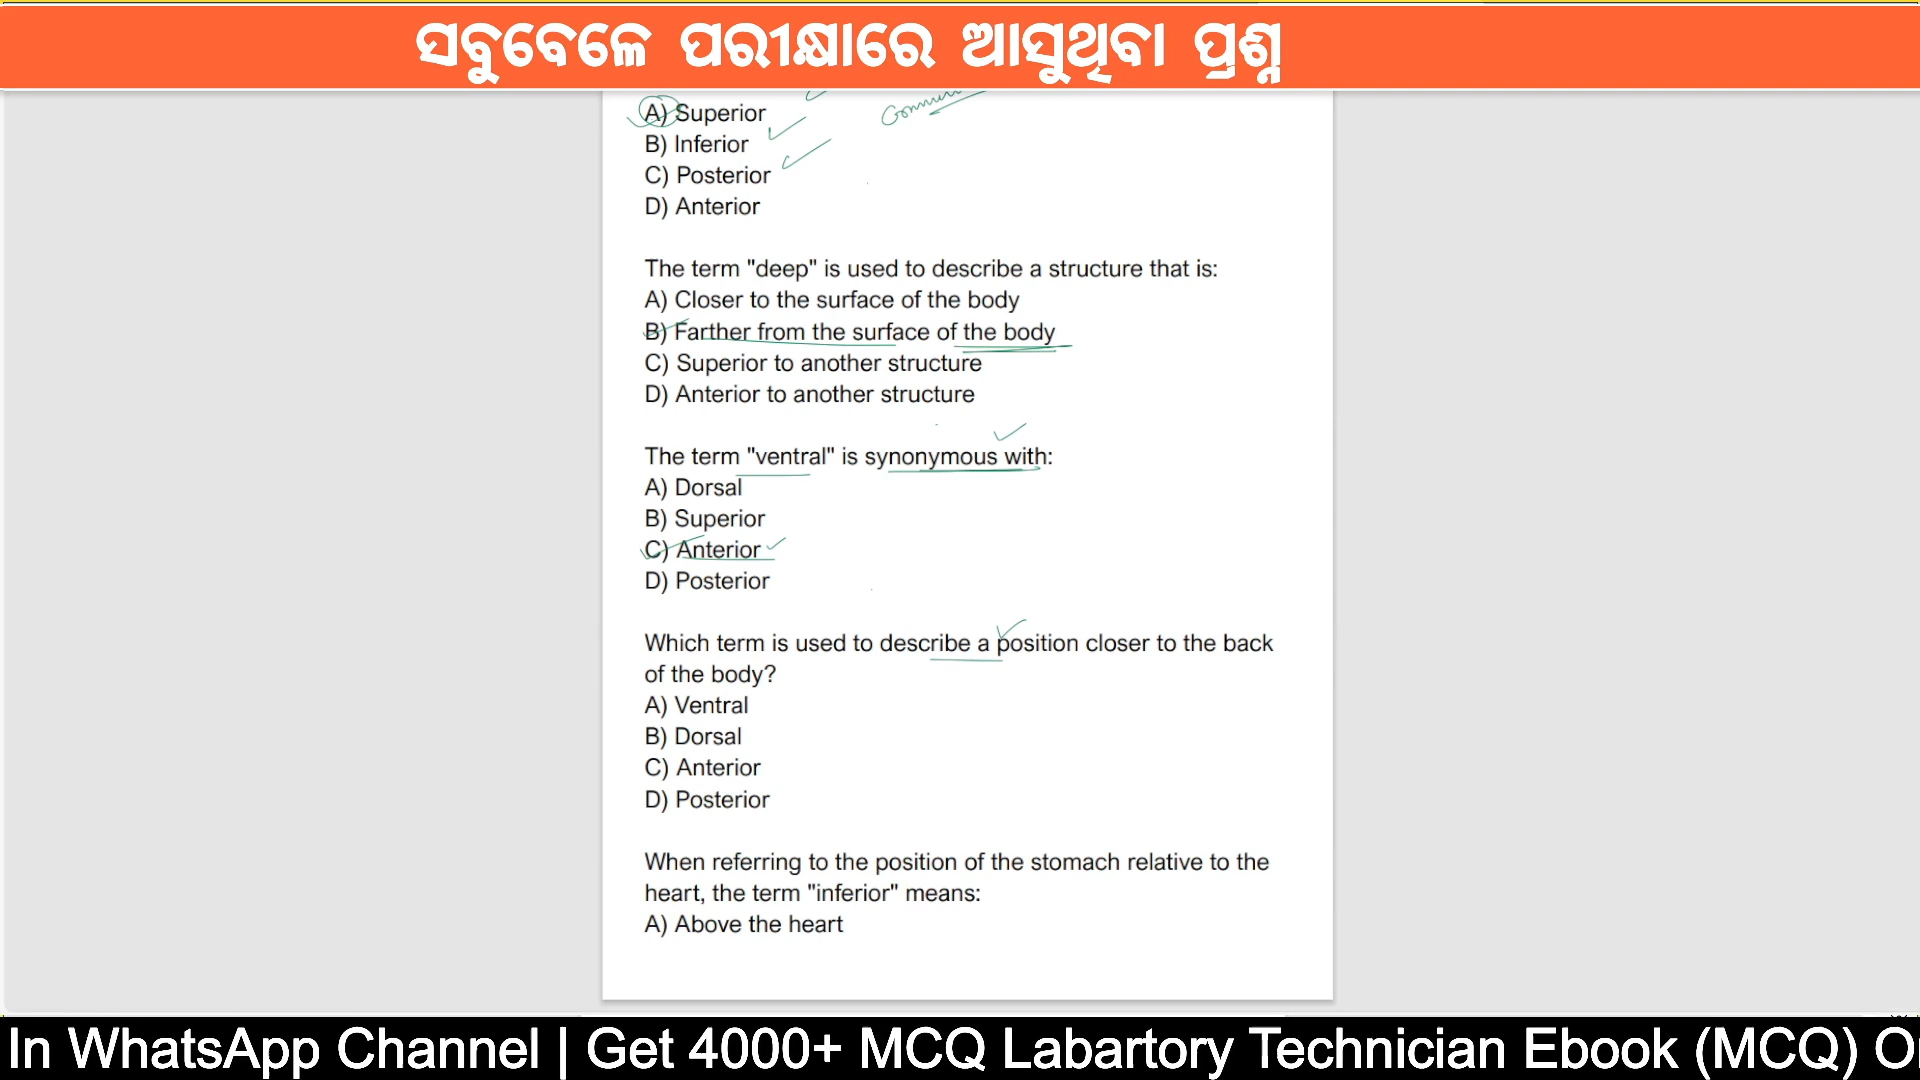 ସବୁବେଳେ ପରୀକ୍ଷାରେ ଆସୁଥିବା ପ୍ରଶ୍ନ
A) Superior
B) Inferior
C) Posterior
D) Anterior
The term "deep" is used to describe a structure that is:
A) Closer to the surface of the body
B) Farther from the surface of the body
C) Superior to another structure
D) Anterior to another structure
The term "ventral" is synonymous with:
A) Dorsal
B) Superior
C) Anterior
D) Posterior
Which term is used to describe a position closer to the back
of the body?
A) Ventral
B) Dorsal
C) Anterior
D) Posterior
When referring to the position of the stomach relative to the
heart, the term "inferior" means:
A) Above the heart
In WhatsApp Channel | Get 4000+ MCQ Labartory Technician Ebook (MCQ) O